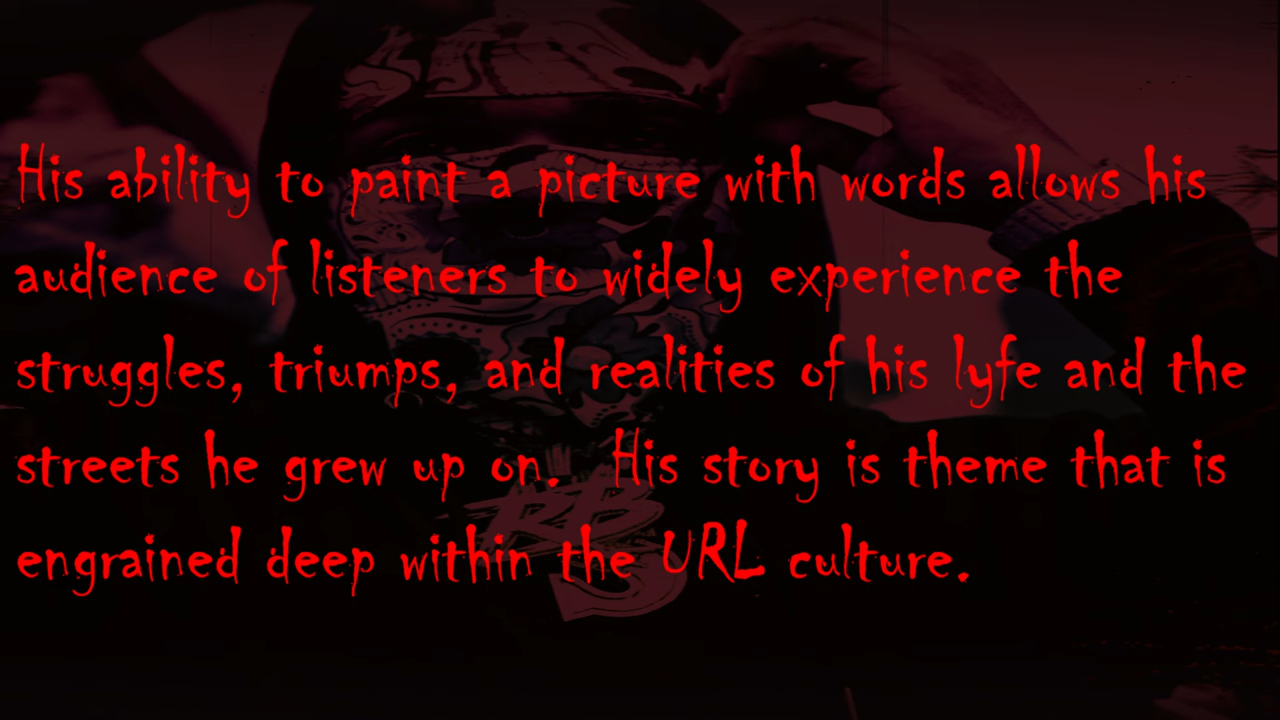 His ability to paint a picture with words allows his
audience of listeners to widely experience the
struggles, triumps, and realities of his lyfe and the
streets he grew up on.  His story is theme that is
engrained deep within the URL culture.